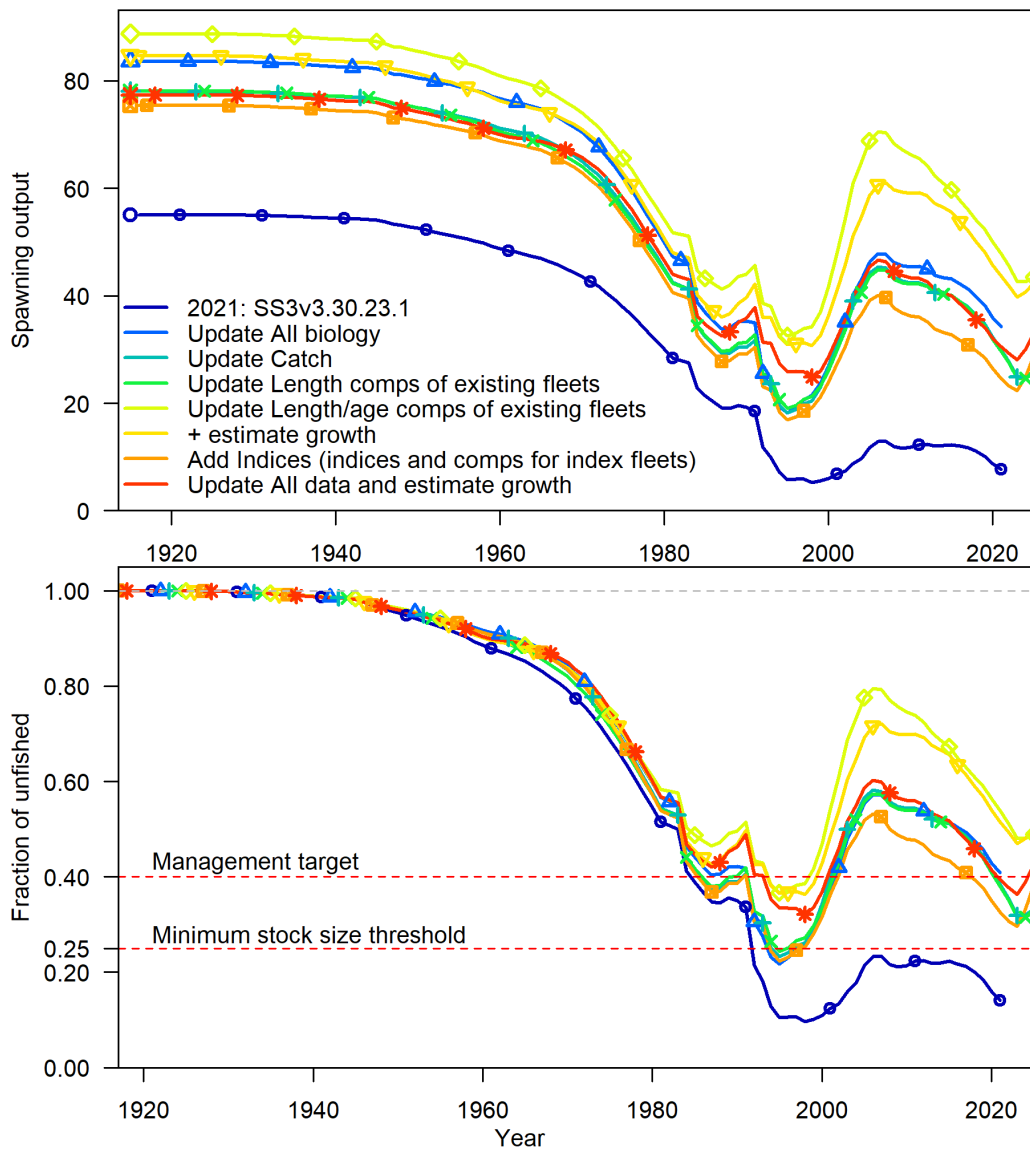 Spawning output
80
60
40
20
0
2021: SS3v3.30.23.1
Update All biology
Update Catch
Update Length comps of existing fleets
Update Length/age comps of existing fleets
+ estimate growth
Add Indices (indices and comps for index fleets)
Update All data and estimate growth
1920 1940 1960 1980 2000 2020
Fraction of unfished
1.00
0.80
0.60
0.40
0.25
0.20
0.00
Management target
Minimum stock size threshold
1920 1940 1960 1980 2000 2020
Year